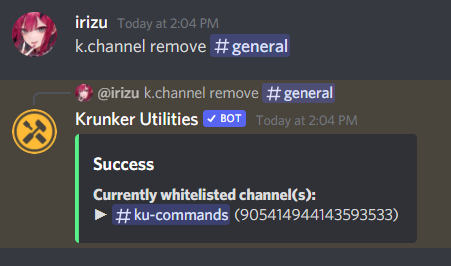 irizu Today at 2:04 PM
k.channel remove #general
@irizu k.channel remove #general
Krunker Utilities ✓ BOT Today at 2:04 PM
Success
Currently whitelisted channel(s):
► #ku-commands (905414944143593533)